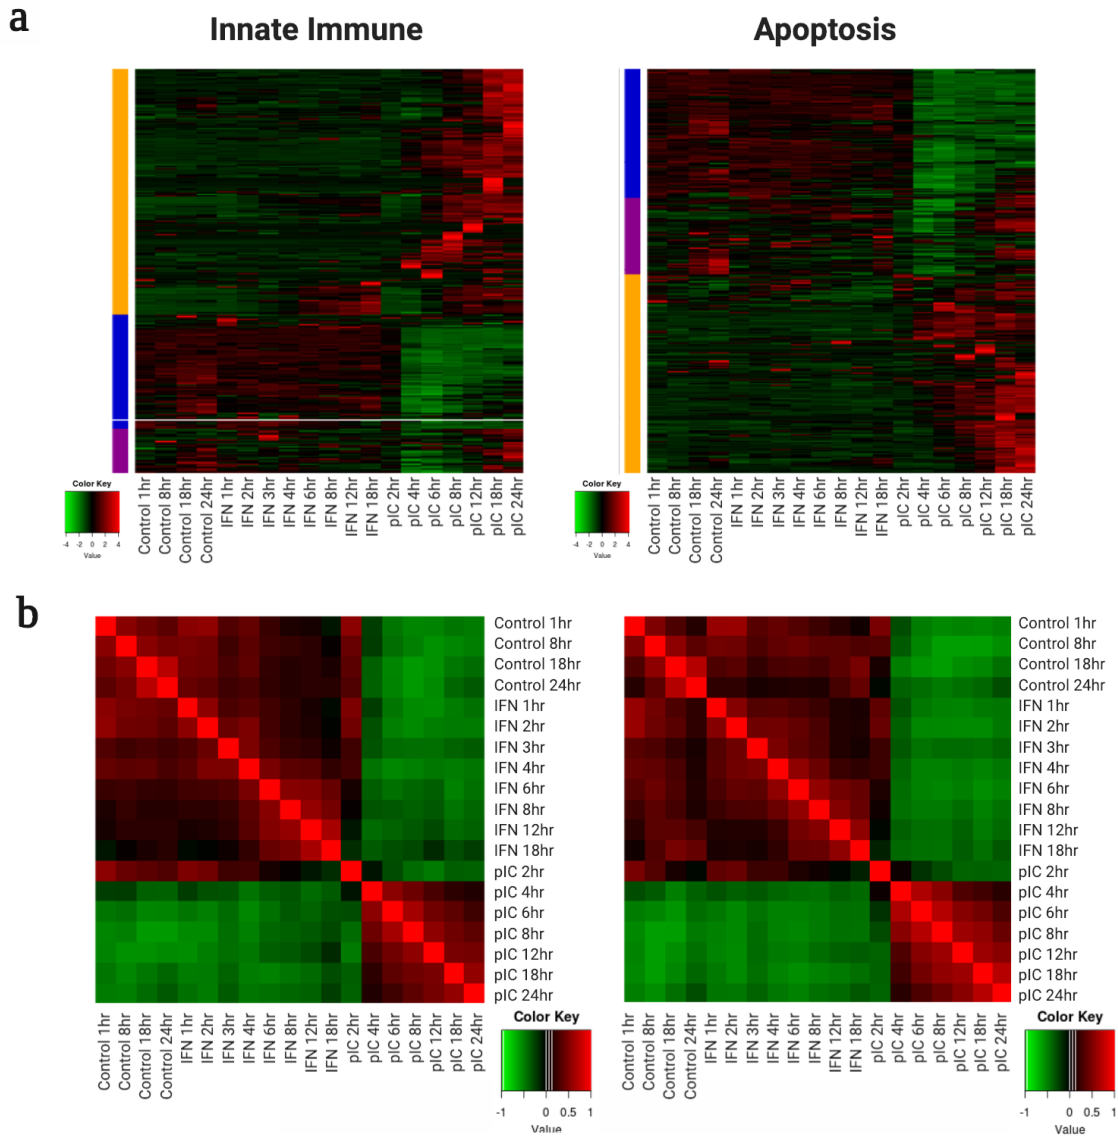 a
Innate Immune
Apoptosis
Color Key
-4 -2 0 2 4
Value
Control 1hr
Control 8hr
Control 18hr
Control 24hr
IFN 1hr
IFN 2hr
IFN 3hr
IFN 4hr
IFN 6hr
IFN 8hr
IFN 12hr
IFN 18hr
pIC 2hr
pIC 4hr
pIC 6hr
pIC 8hr
pIC 12hr
pIC 18hr
pIC 24hr
Color Key
-4 -2 0 2 4
Value
Control 1hr
Control 8hr
Control 18hr
Control 24hr
IFN 1hr
IFN 2hr
IFN 3hr
IFN 4hr
IFN 6hr
IFN 8hr
IFN 12hr
IFN 18hr
pIC 2hr
pIC 4hr
pIC 6hr
pIC 8hr
pIC 12hr
pIC 18hr
pIC 24hr
b
Control 1hr
Control 8hr
Control 18hr
Control 24hr
IFN 1hr
IFN 2hr
IFN 3hr
IFN 4hr
IFN 6hr
IFN 8hr
IFN 12hr
IFN 18hr
pIC 2hr
pIC 4hr
pIC 6hr
pIC 8hr
pIC 12hr
pIC 18hr
pIC 24hr
Control 1hr
Control 8hr
Control 18hr
Control 24hr
IFN 1hr
IFN 2hr
IFN 3hr
IFN 4hr
IFN 6hr
IFN 8hr
IFN 12hr
IFN 18hr
pIC 2hr
pIC 4hr
pIC 6hr
pIC 8hr
pIC 12hr
pIC 18hr
pIC 24hr
Color Key
-1 0 0.5 1
Value
Control 1hr
Control 8hr
Control 18hr
Control 24hr
IFN 1hr
IFN 2hr
IFN 3hr
IFN 4hr
IFN 6hr
IFN 8hr
IFN 12hr
IFN 18hr
pIC 2hr
pIC 4hr
pIC 6hr
pIC 8hr
pIC 12hr
pIC 18hr
pIC 24hr
Control 1hr
Control 8hr
Control 18hr
Control 24hr
IFN 1hr
IFN 2hr
IFN 3hr
IFN 4hr
IFN 6hr
IFN 8hr
IFN 12hr
IFN 18hr
pIC 2hr
pIC 4hr
pIC 6hr
pIC 8hr
pIC 12hr
pIC 18hr
pIC 24hr
Color Key
-1 0 0.5 1
Value